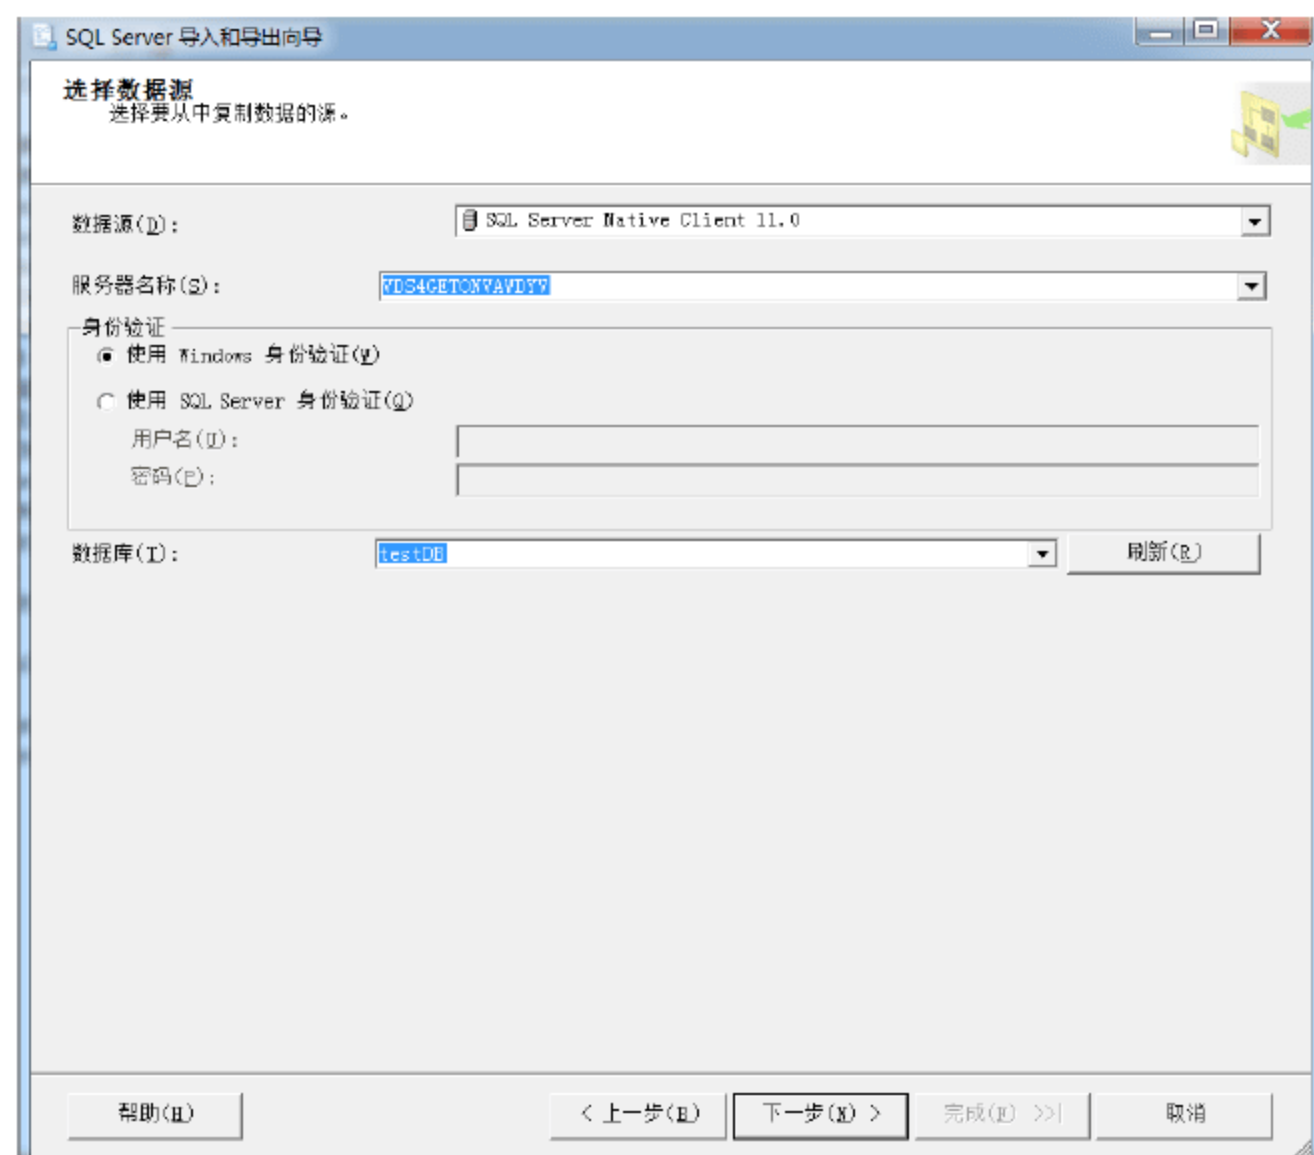 SQL Server 导入和导出向导
选择数据源
选择要从中复制数据的源。
数据源(D):
SQL Server Native Client 11.0
服务器名称(S):
身份验证
使用 Windows 身份验证(W)
使用 SQL Server 身份验证(Q)
用户名(U):
密码(P):
数据库(T):
testDB
刷新(R)
帮助(H)
< 上一步(B)
下一步(N) >
完成(F) >>|
取消